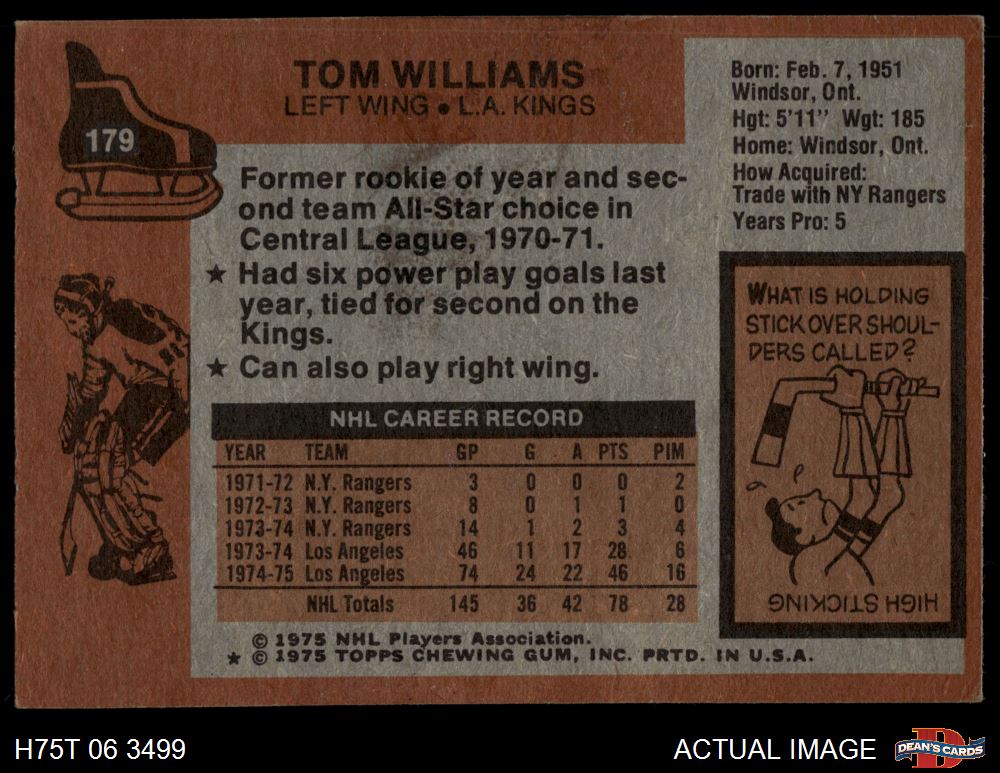 179
TOM WILLIAMS
LEFT WING • L.A. KINGS
Born: Feb. 7, 1951
Windsor, Ont.
Hgt: 5'11" Wgt: 185
Home: Windsor, Ont.
How Acquired:
Trade with NY Rangers
Years Pro: 5
Former rookie of year and sec-
ond team All-Star choice in
Central League, 1970-71.
★ Had six power play goals last
year, tied for second on the
Kings.
★ Can also play right wing.
NHL CAREER RECORD
YEAR TEAM GP G A PTS PIM
1971-72 N.Y. Rangers 3 0 0 0 2
1972-73 N.Y. Rangers 8 0 1 1 0
1973-74 N.Y. Rangers 14 1 2 3 4
1973-74 Los Angeles 46 11 17 28 6
1974-75 Los Angeles 74 24 22 46 16
NHL Totals 145 36 42 78 28
WHAT IS HOLDING
STICK OVER SHOUL-
DERS CALLED?
HIGH STICKING
© 1975 NHL Players Association.
★ © 1975 TOPPS CHEWING GUM, INC. PRTD. IN U.S.A.
H75T 06 3499
ACTUAL IMAGE
D
DEAN'S CARDS